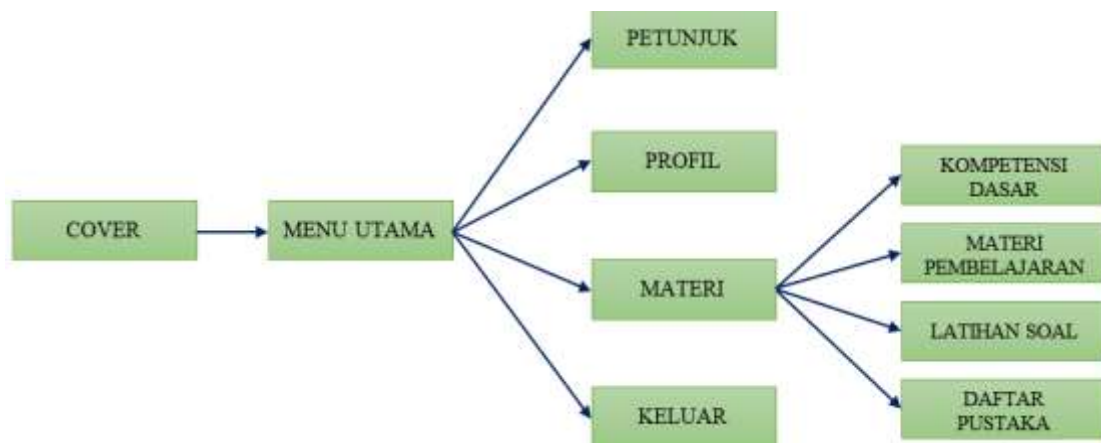 COVER
MENU UTAMA
PETUNJUK
PROFIL
MATERI
KELUAR
KOMPETENSI
DASAR
MATERI
PEMBELAJARAN
LATIHAN SOAL
DAFTAR
PUSTAKA